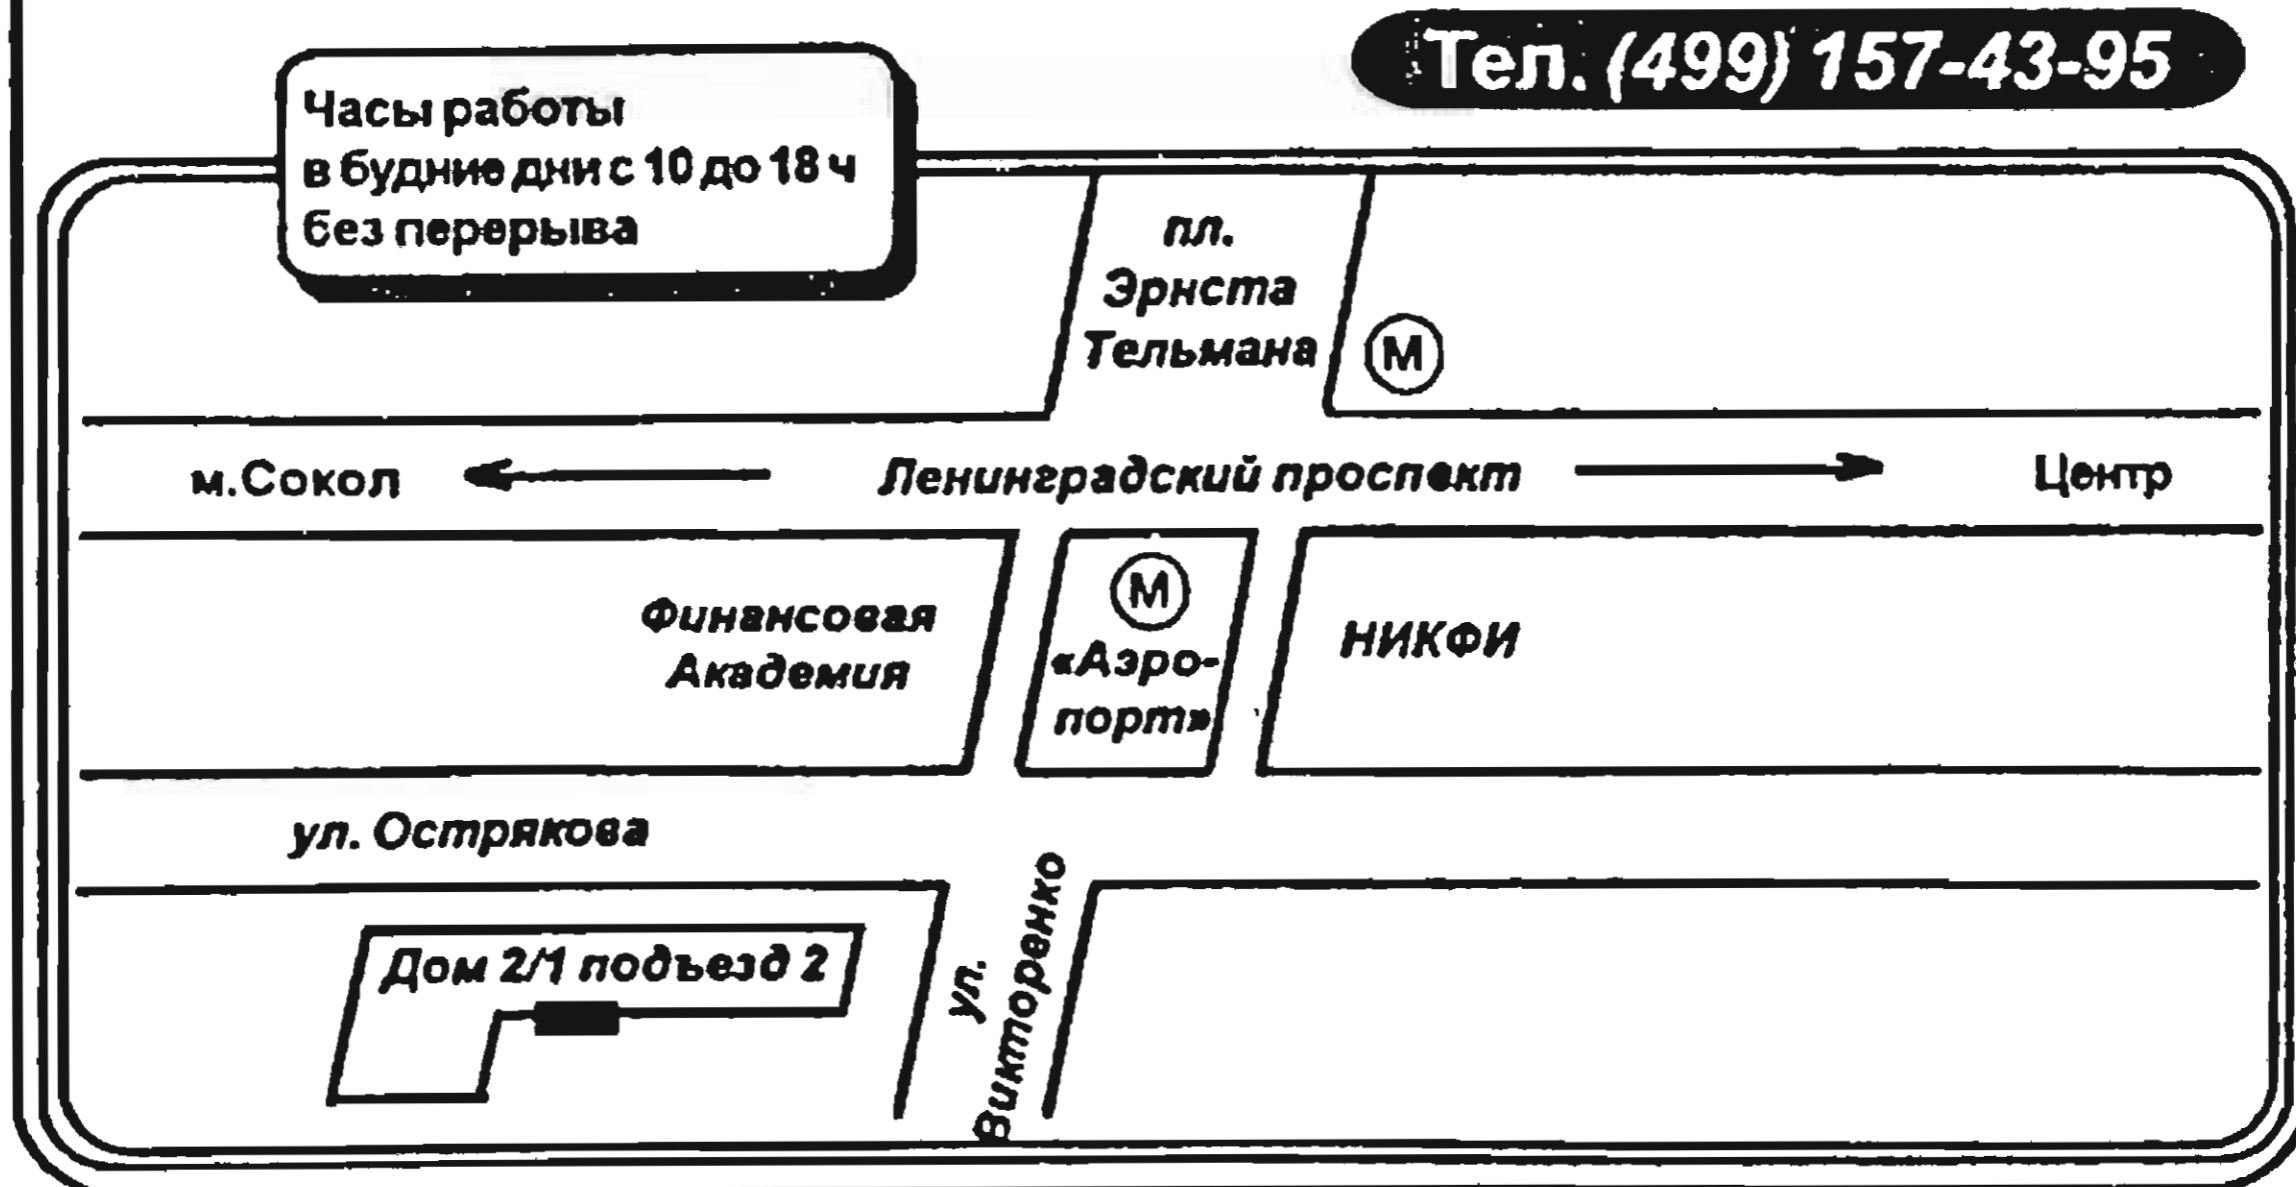 Тел. (499) 157-43-95
Часы работы
в будние дни с 10 до 18 ч
без перерыва
пл.
Эрнста
Тельмана
М
м.Сокол
Ленинградский проспект
Центр
Финансовая
Академия
М
«Аэро-
порт»
НИКФИ
ул. Острякова
Дом 2/1 подъезд 2
ул.
Викторенко